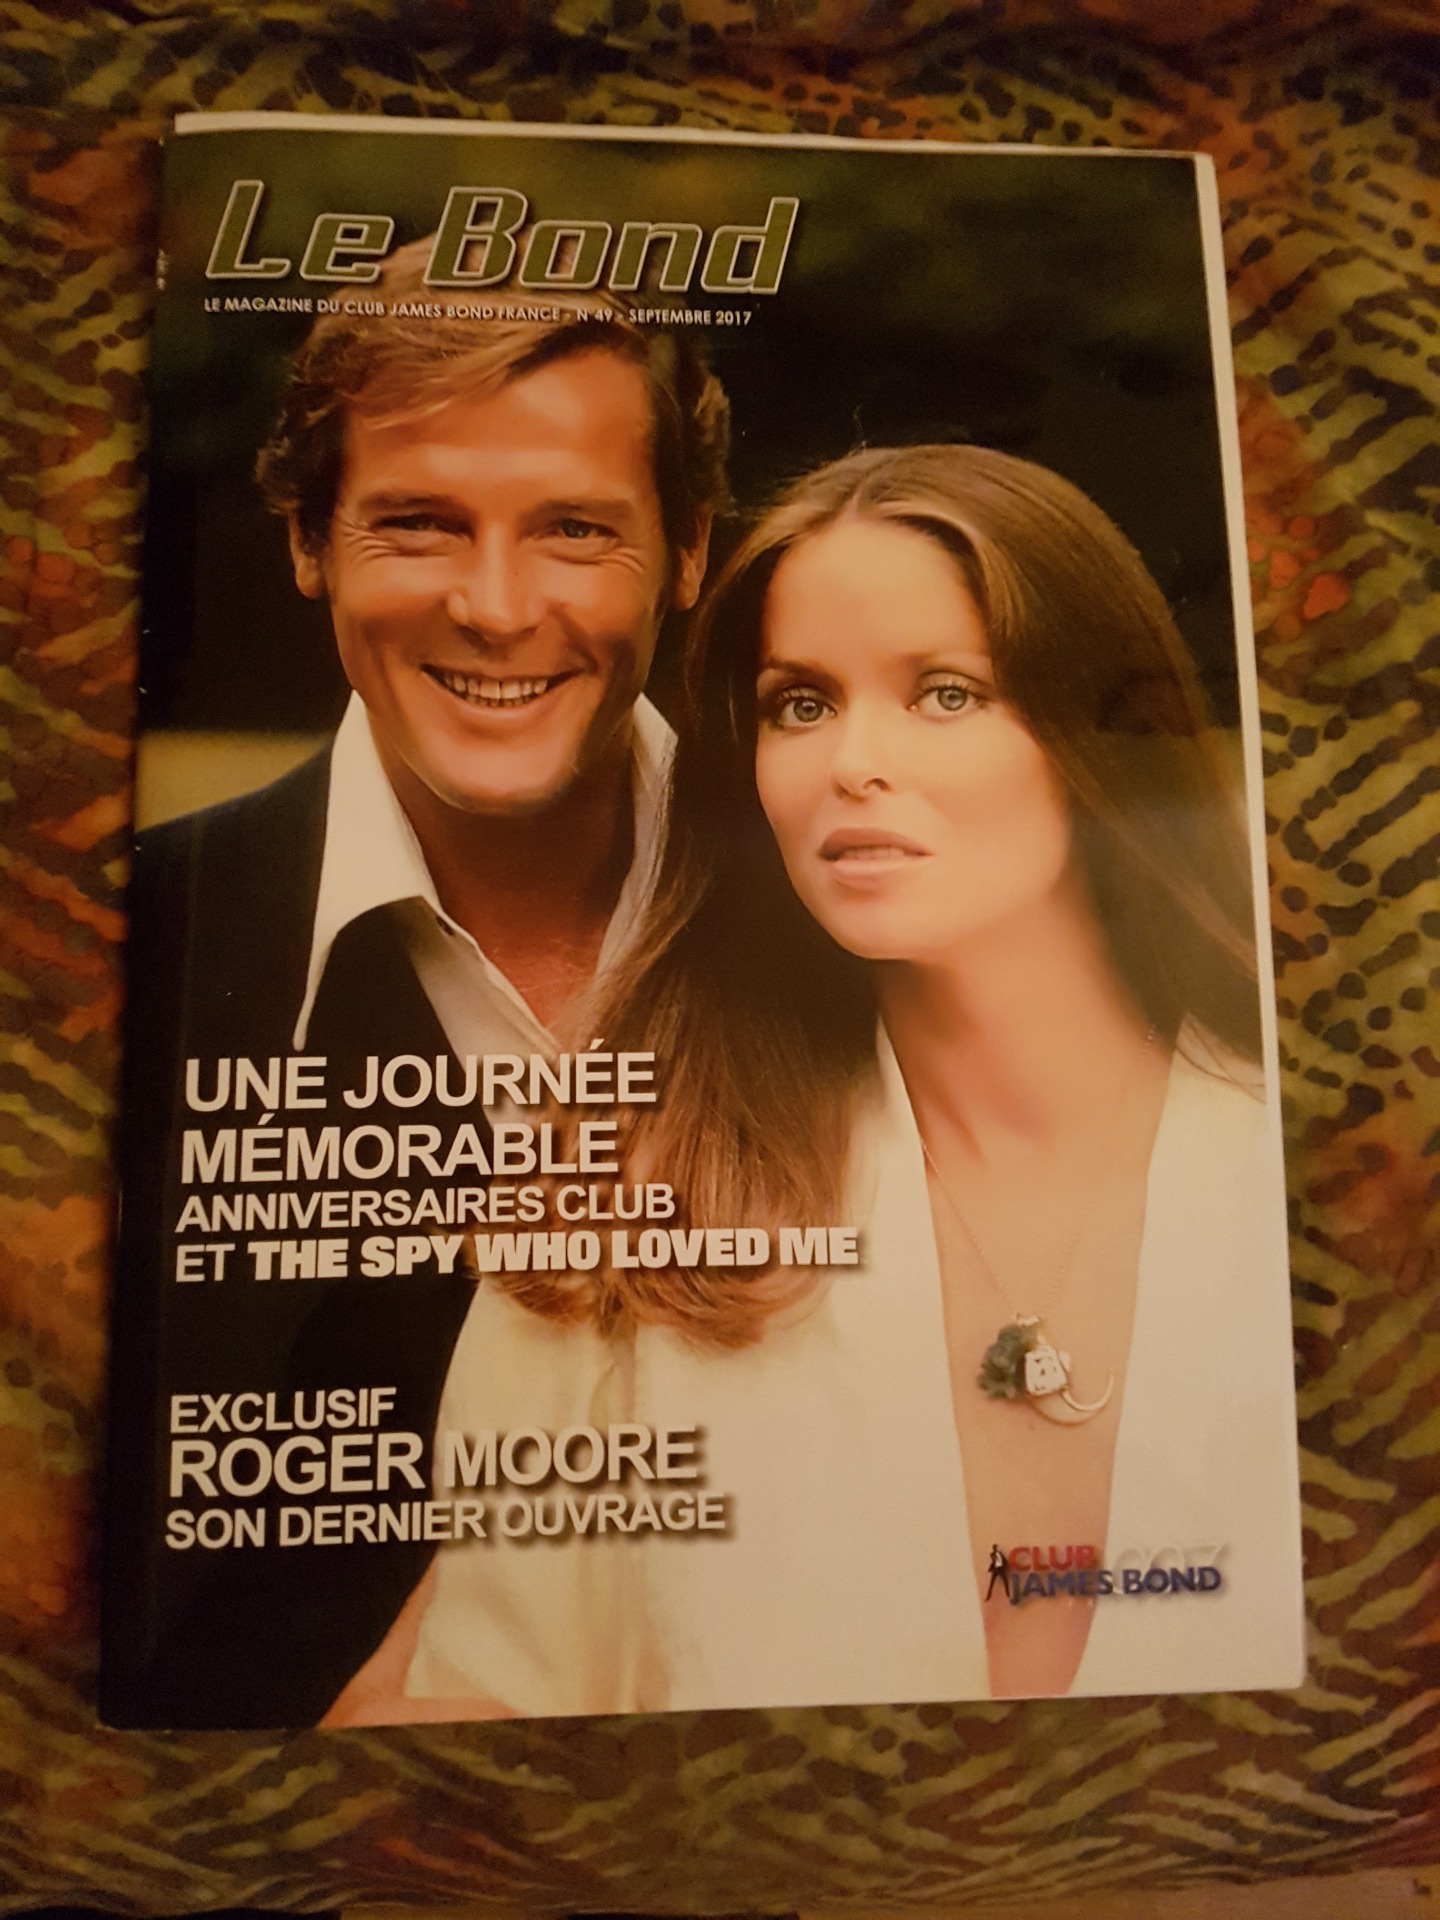 Le Bond
LE MAGAZINE DU CLUB JAMES BOND FRANCE - N°49 - SEPTEMBRE 2017
UNE JOURNÉE
MÉMORABLE
ANNIVERSAIRES CLUB
ET THE SPY WHO LOVED ME
EXCLUSIF
ROGER MOORE
SON DERNIER OUVRAGE
CLUB 007
JAMES BOND